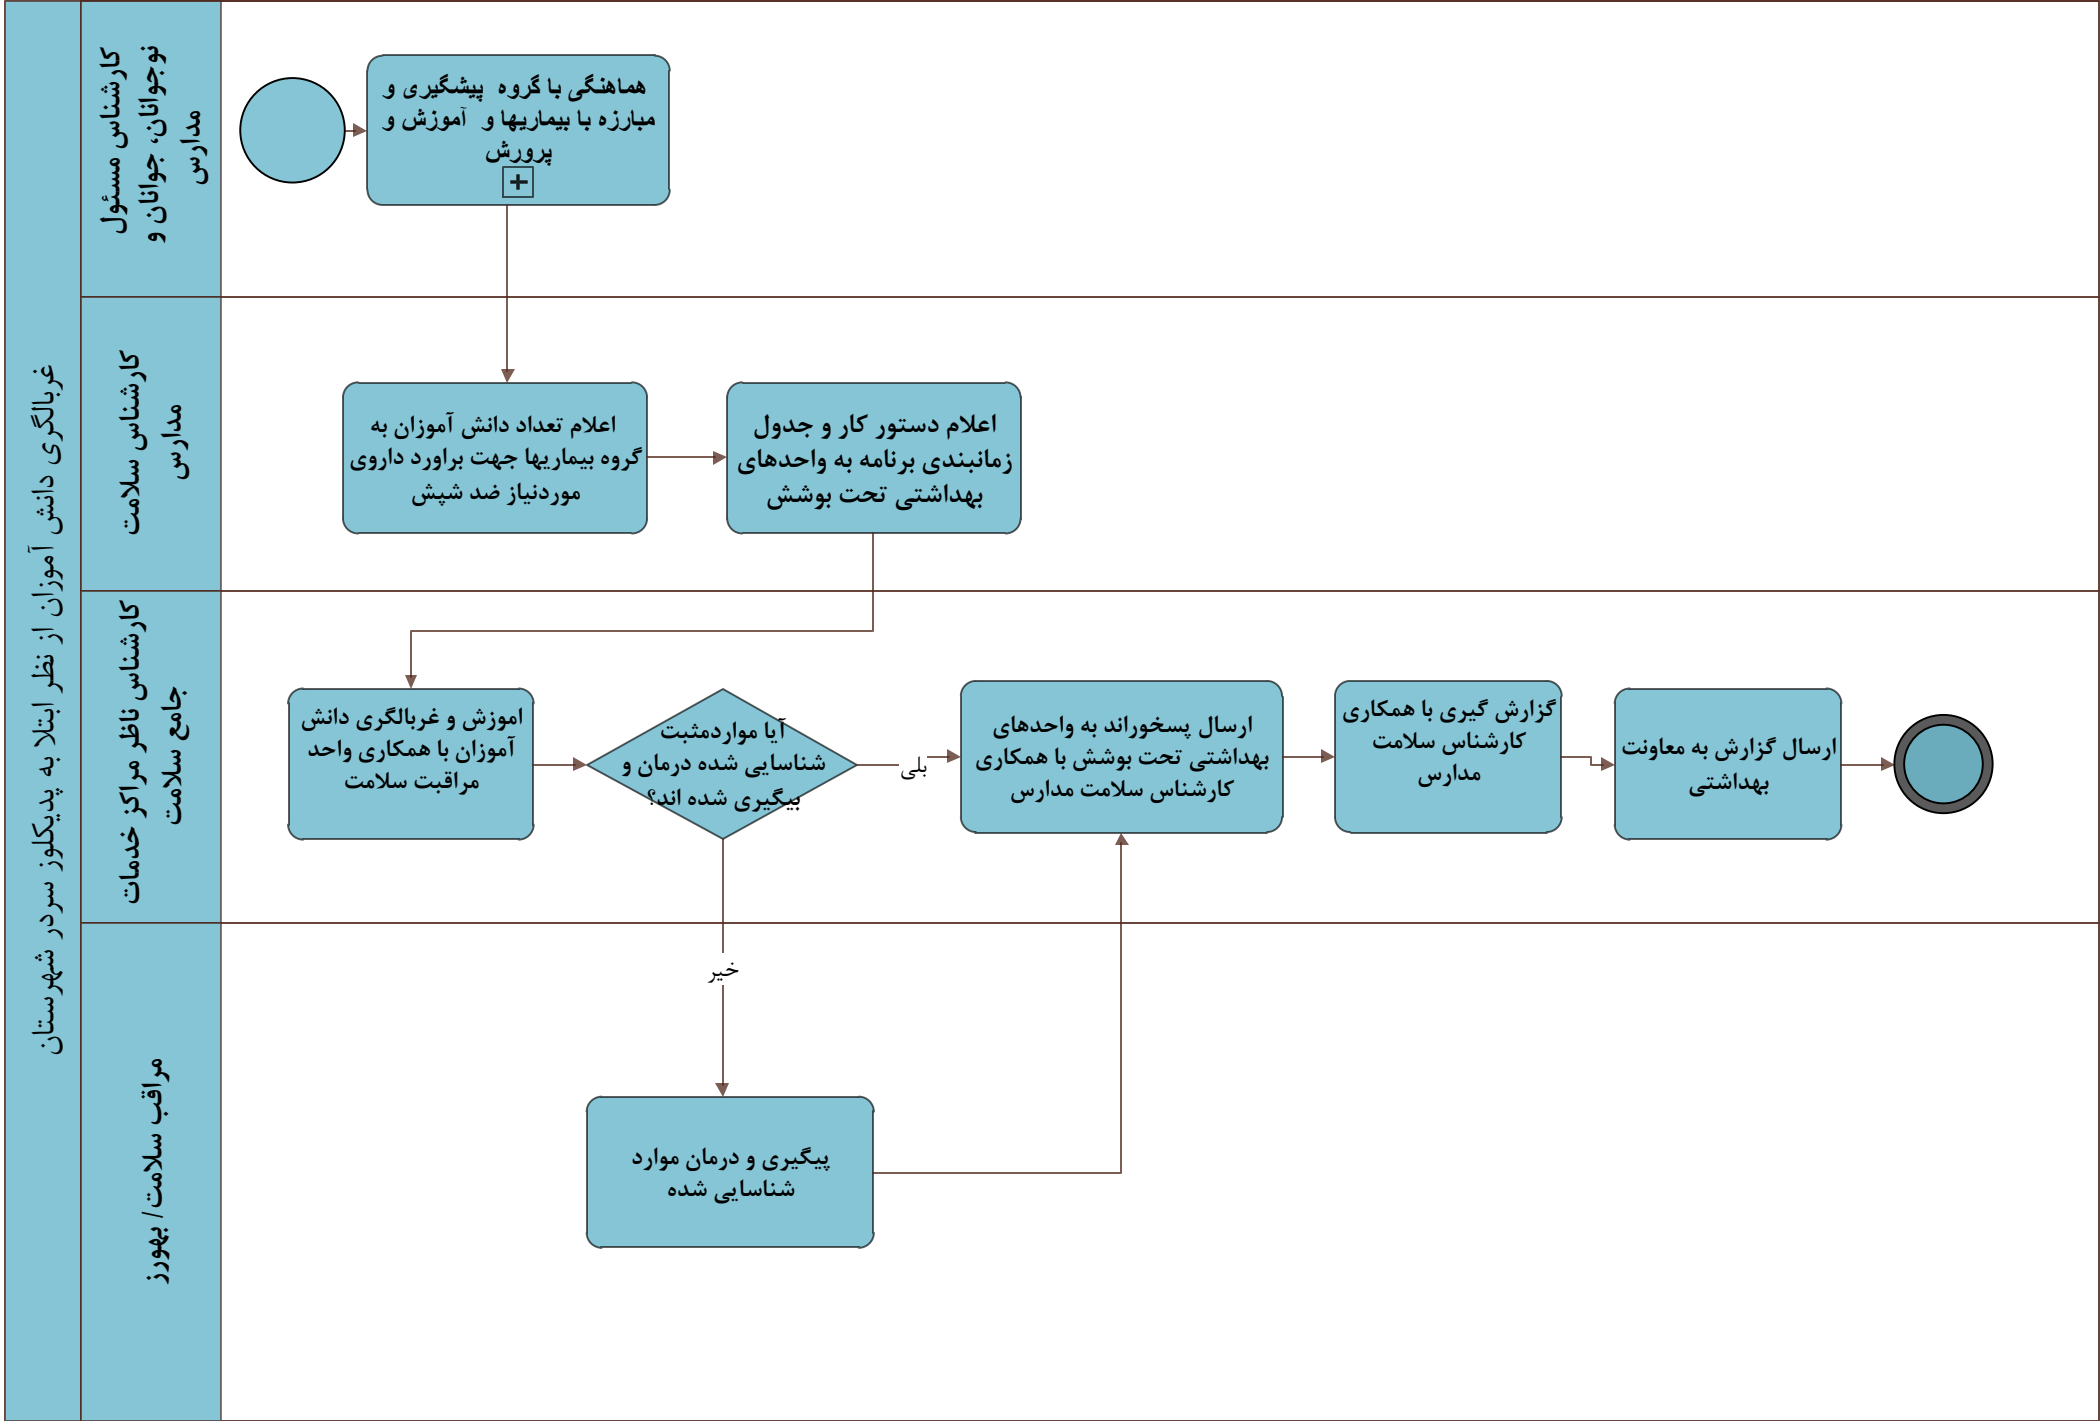 غربالگری دانش آموزان از نظر ابتلا به پدیکلوز سردر شهرستان
کارشناس مسئول
نوجوانان، جوانان و
مدارس
هماهنگی با گروه پیشگیری و
مبارزه با بیماریها و آموزش و
پرورش
کارشناس سلامت
مدارس
اعلام تعداد دانش آموزان به
گروه بیماریها جهت براورد داروی
موردنیاز ضد شپش
اعلام دستور کار و جدول
زمانبندی برنامه به واحدهای
بهداشتی تحت بوشش
کارشناس ناظر مراکز خدمات
جامع سلامت
اموزش و غربالگری دانش
آموزان با همکاری واحد
مراقبت سلامت
آیا مواردمثبت
شناسایی شده درمان و
بیگیری شده اند؟
بلی
ارسال پسخوراند به واحدهای
بهداشتی تحت بوشش با همکاری
کارشناس سلامت مدارس
گزارش گیری با همکاری
کارشناس سلامت
مدارس
ارسال گزارش به معاونت
بهداشتی
خیر
مراقب سلامت/ بهورز
پیگیری و درمان موارد
شناسایی شده